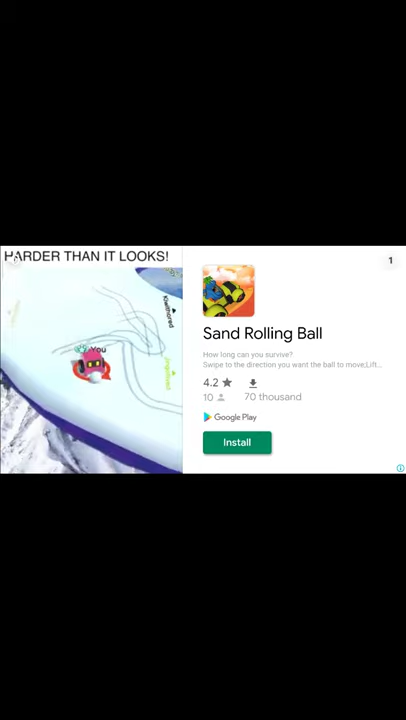 HARDER THAN IT LOOKS!
You
1
Sand Rolling Ball
How long can you survive?
Swipe to the direction you want the ball to move,Lift...
4.2
10
70 thousand
Google Play
Install